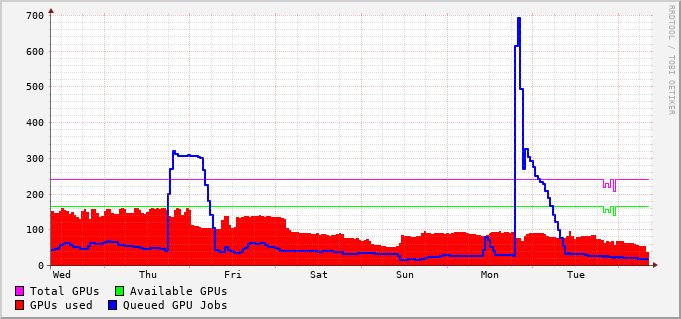 700
600
500
400
300
200
100
0
Wed Thu Fri Sat Sun Mon Tue
Total GPUs Available GPUs
GPUs used Queued GPU Jobs
RRDTOOL / TOBI OETIKER